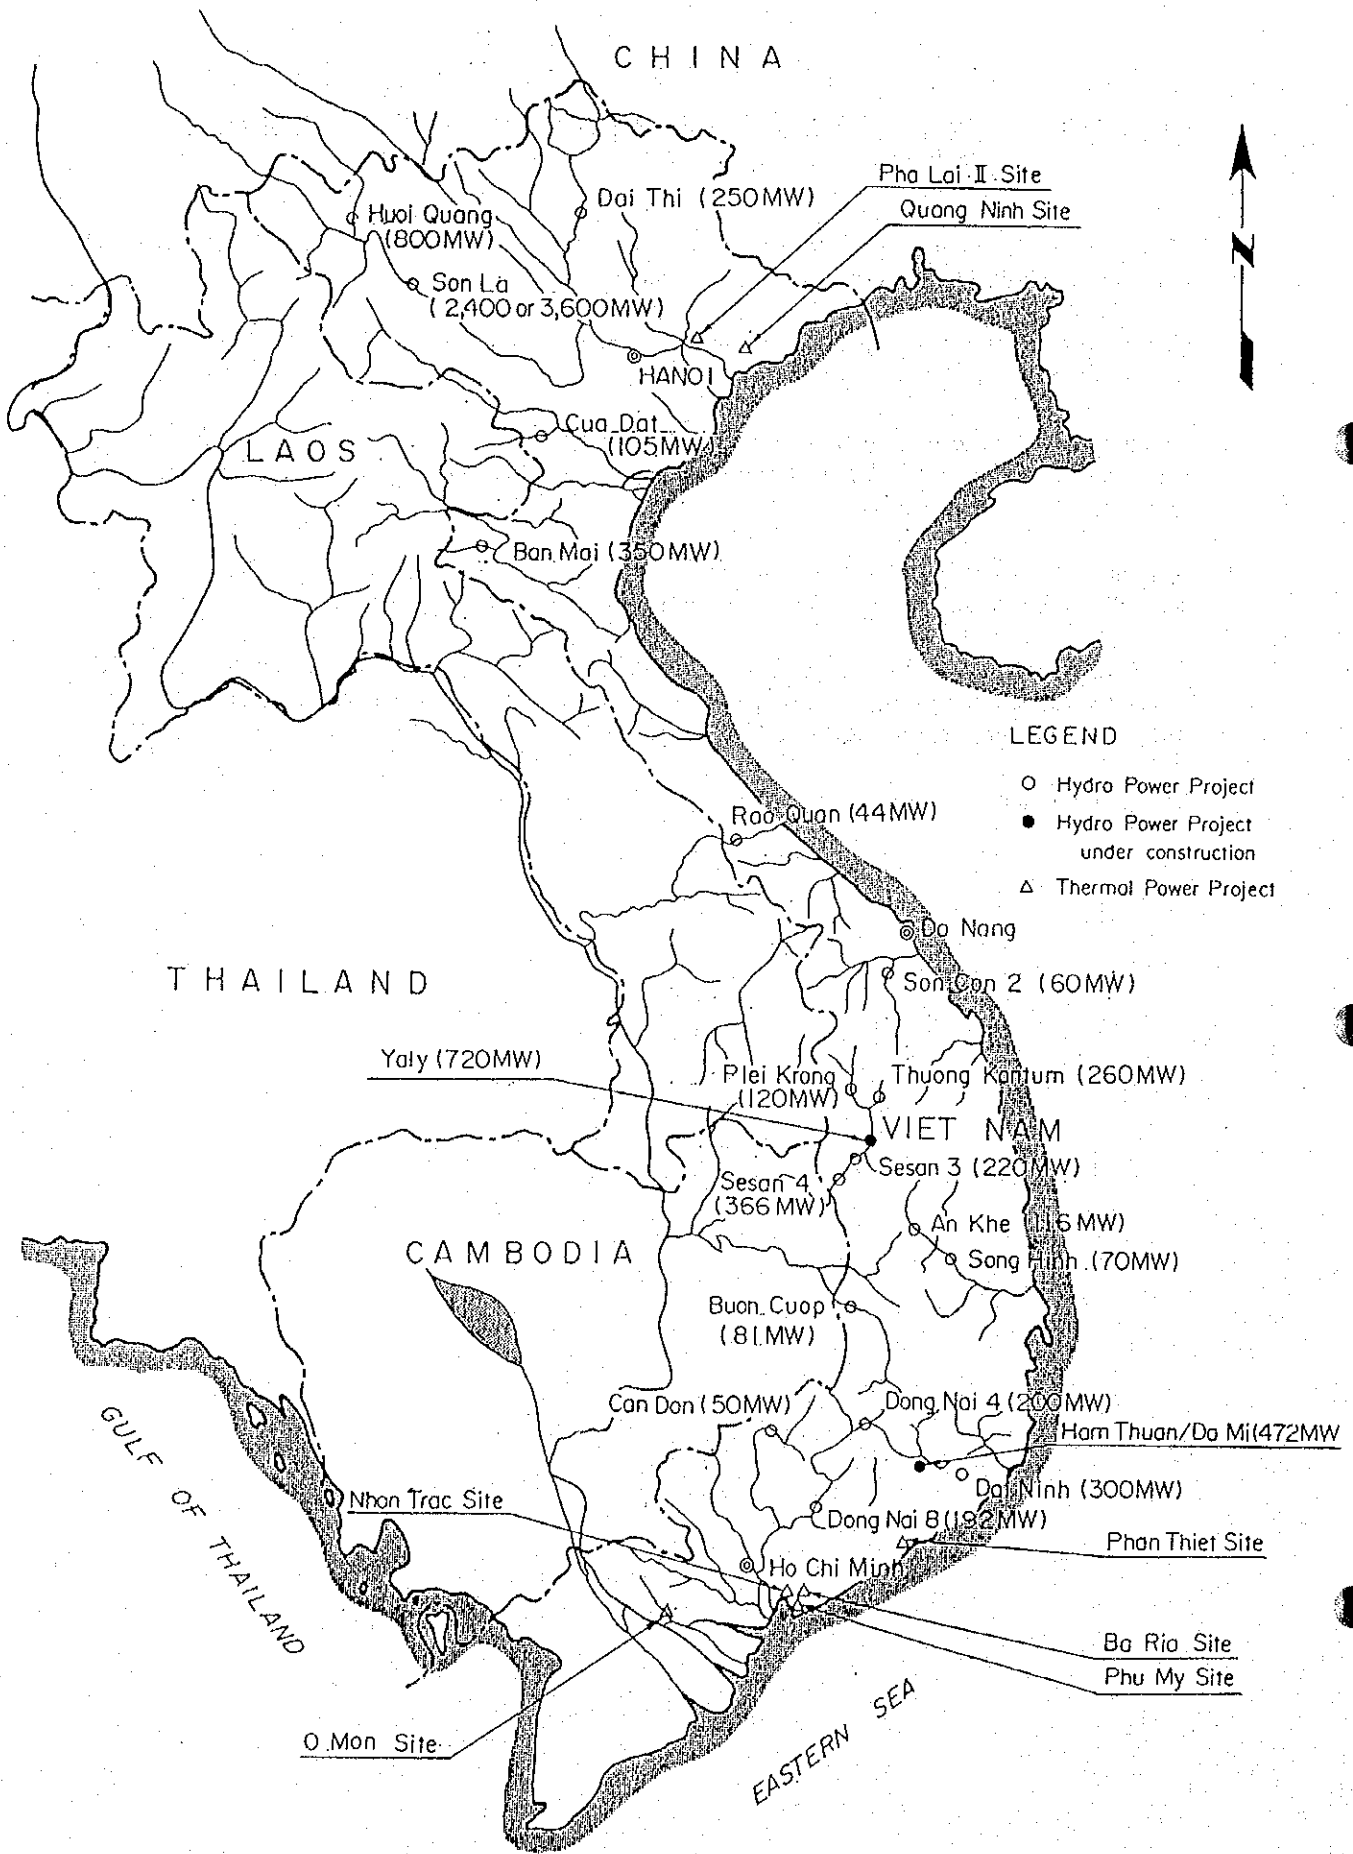 CHINA
Pha Lai II Site
Dai Thi (250MW)
Quang Ninh Site
Huoi Quang
(800MW)
N
Son La
(2,400 or 3,600MW)
HANOI
Cua Dat
(105MW)
LAOS
Ban Mai (350MW)
LEGEND
Hydro Power Project
Hydro Power Project
under construction
Thermal Power Project
Rao Quan (44MW)
Da Nang
THAILAND
Son Con 2 (60MW)
Yaly (720MW)
Plei Krong
(120MW)
Thuong Kontum (260MW)
VIET NAM
Sesan 3 (220MW)
Sesan 4
(366MW)
An Khe (116MW)
CAMBODIA
Song Hinh (70MW)
Buon Cuop
(81MW)
Can Don (50MW)
Dong Nai 4 (200MW)
Ham Thuan/Da Mi(472MW
Dai Ninh (300MW)
GULF OF THAILAND
Nhon Trac Site
Dong Nai 8 (192MW)
Phan Thiet Site
Ho Chi Minh
Ba Ria Site
Phu My Site
O Mon Site
EASTERN SEA